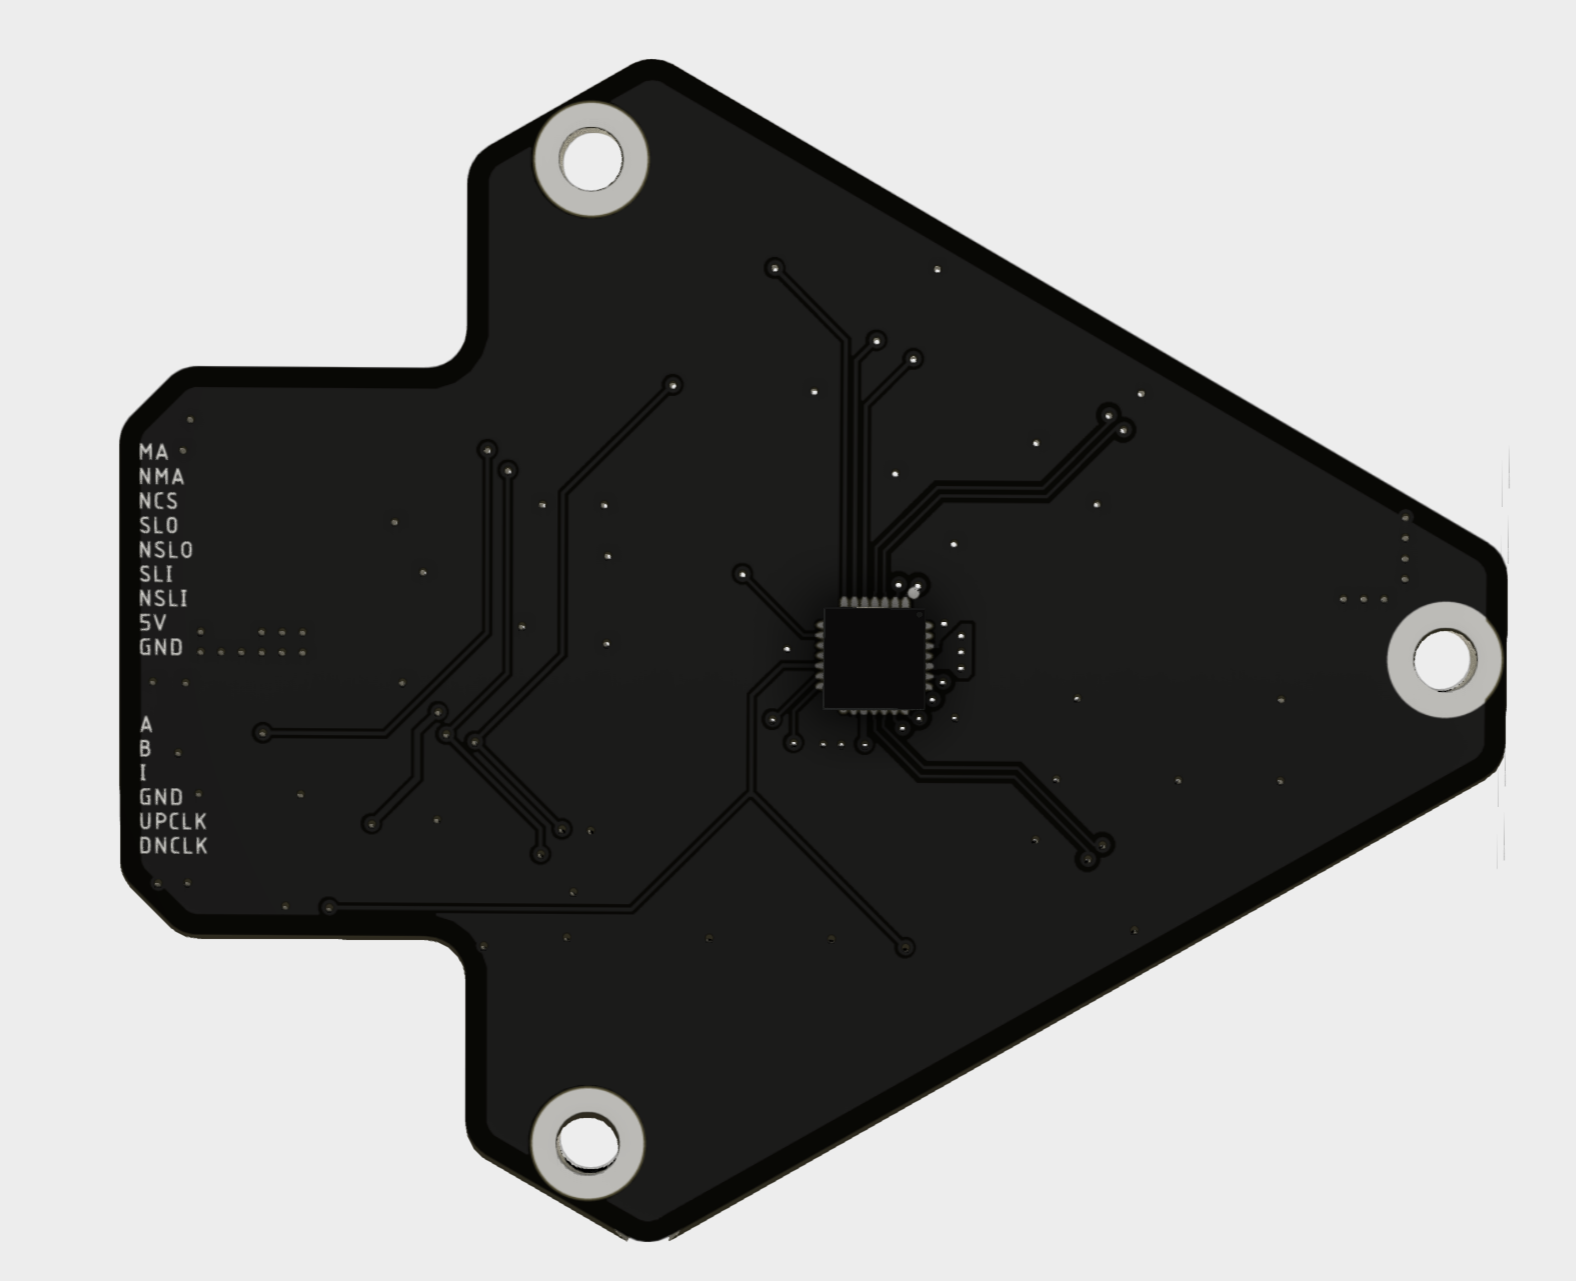 MA
NMA
NCS
SLO
NSLO
SLI
NSLI
5V
GND
A
B
I
GND
UPCLK
DNCLK